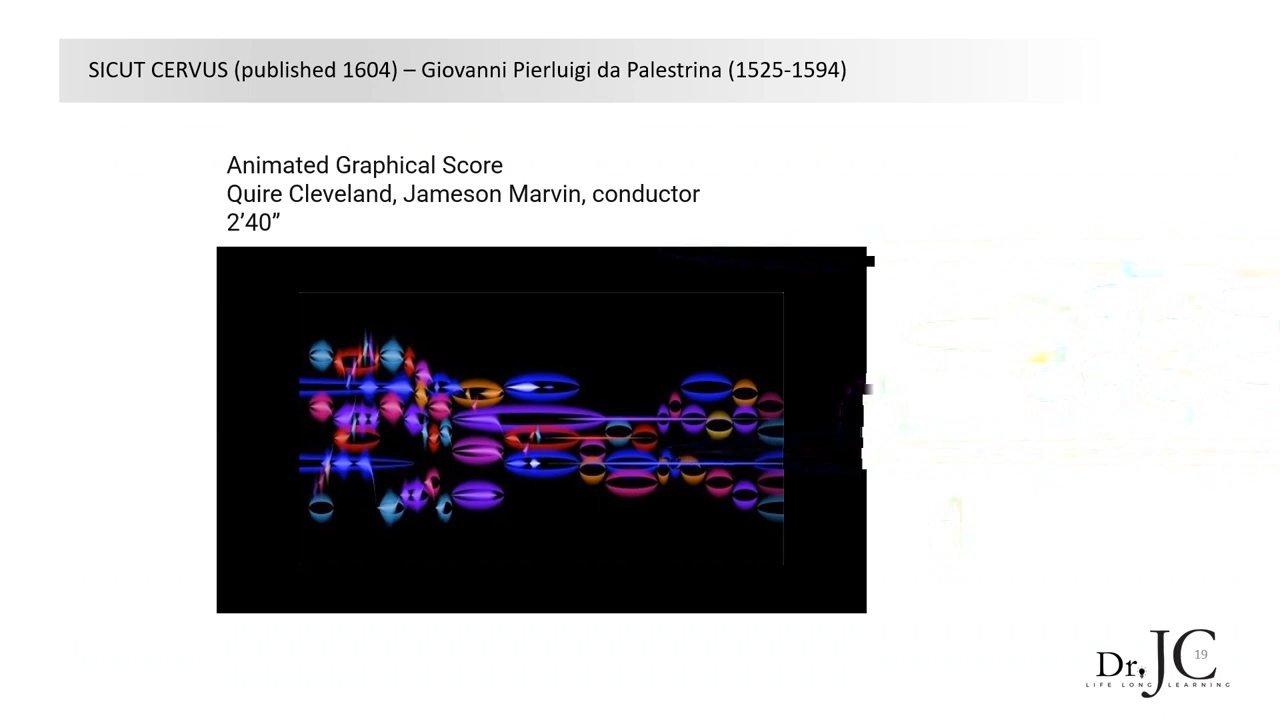 SICUT CERVUS (published 1604) – Giovanni Pierluigi da Palestrina (1525-1594)
Animated Graphical Score
Quire Cleveland, Jameson Marvin, conductor
2’40”
Dr. JC
19
LIFE LONG LEARNING